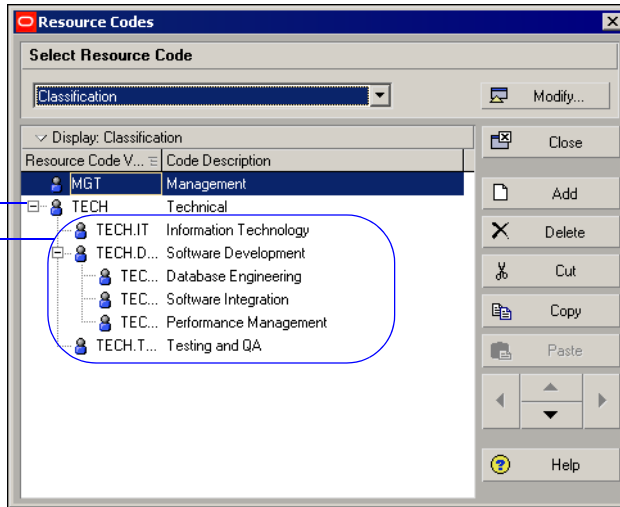 Resource Codes
Select Resource Code
Classification
Modify...
Display: Classification
Close
Resource Code V... Code Description
MGT Management
TECH Technical
Add
TECH.IT Information Technology
Delete
TECH.D... Software Development
TEC... Database Engineering
Cut
TEC... Software Integration
Copy
TEC... Performance Management
TECH.T... Testing and QA
Paste
Help